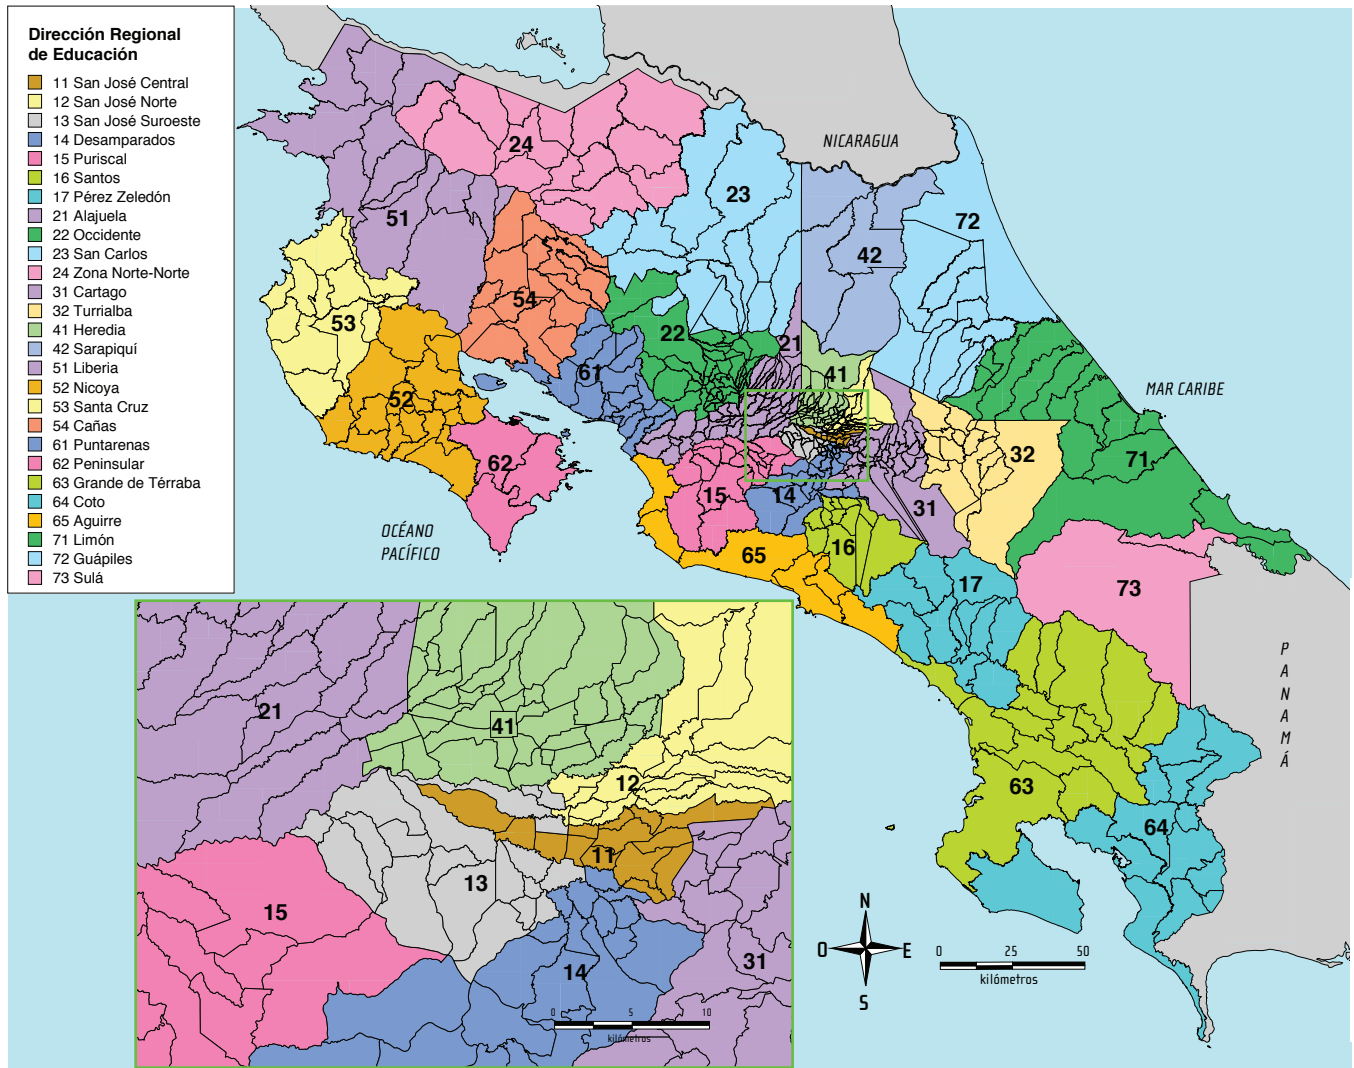 Dirección Regional
de Educación
11 San José Central
12 San José Norte
13 San José Suroeste
14 Desamparados
15 Puriscal
16 Santos
17 Pérez Zeledón
21 Alajuela
22 Occidente
23 San Carlos
24 Zona Norte-Norte
31 Cartago
32 Turrialba
41 Heredia
42 Sarapiquí
51 Liberia
52 Nicoya
53 Santa Cruz
54 Cañas
61 Puntarenas
62 Peninsular
63 Grande de Térraba
64 Coto
65 Aguirre
71 Limón
72 Guápiles
73 Sulá
NICARAGUA
24
23
51
72
42
53
54
22
21
41
61
MAR CARIBE
52
62
32
71
15
14
31
OCÉANO
PACÍFICO
65
16
17
73
PANAMÁ
63
64
21
41
12
11
13
15
14
31
0 5 10
kilómetros
N
O E
S
0 25 50
kilómetros